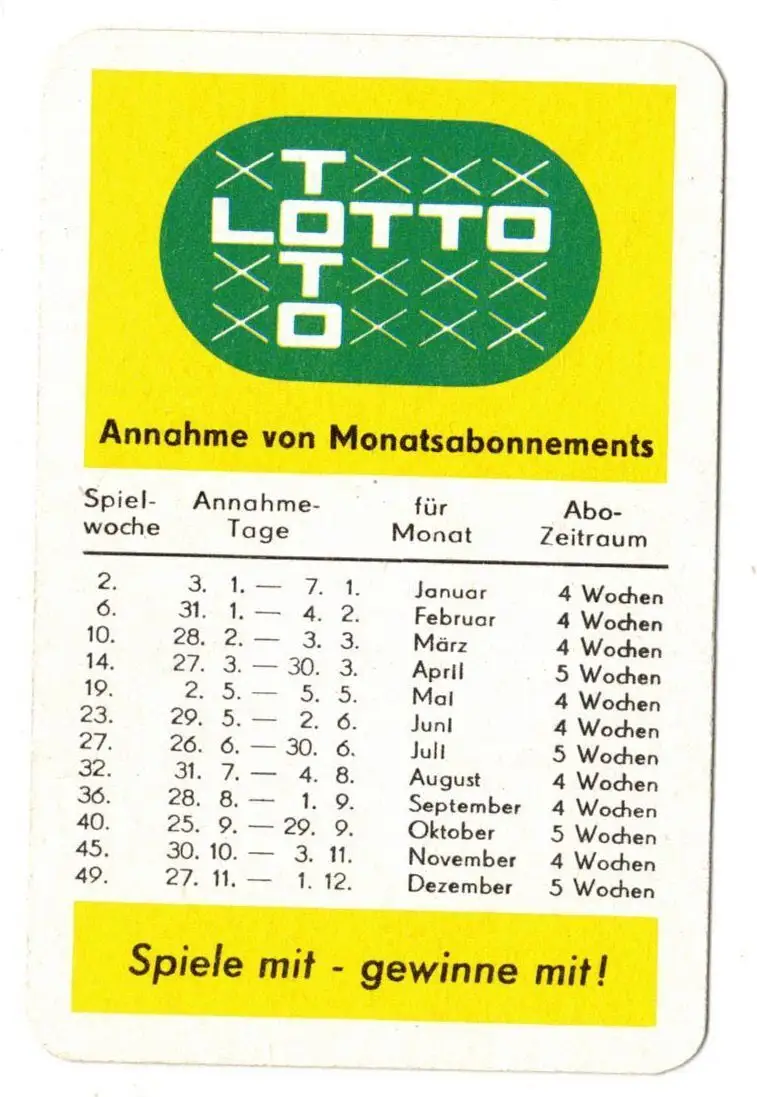 TOTO
LOTTO
Annahme von Monatsabonnements
Spiel- Annahme- für Abo-
woche Tage Monat Zeitraum
2. 3. 1. — 7. 1. Januar 4 Wochen
6. 31. 1. — 4. 2. Februar 4 Wochen
10. 28. 2. — 3. 3. März 4 Wochen
14. 27. 3. — 30. 3. April 5 Wochen
19. 2. 5. — 5. 5. Mai 4 Wochen
23. 29. 5. — 2. 6. Juni 4 Wochen
27. 26. 6. — 30. 6. Juli 5 Wochen
32. 31. 7. — 4. 8. August 4 Wochen
36. 28. 8. — 1. 9. September 4 Wochen
40. 25. 9. — 29. 9. Oktober 5 Wochen
45. 30. 10. — 3. 11. November 4 Wochen
49. 27. 11. — 1. 12. Dezember 5 Wochen
Spiele mit - gewinne mit!